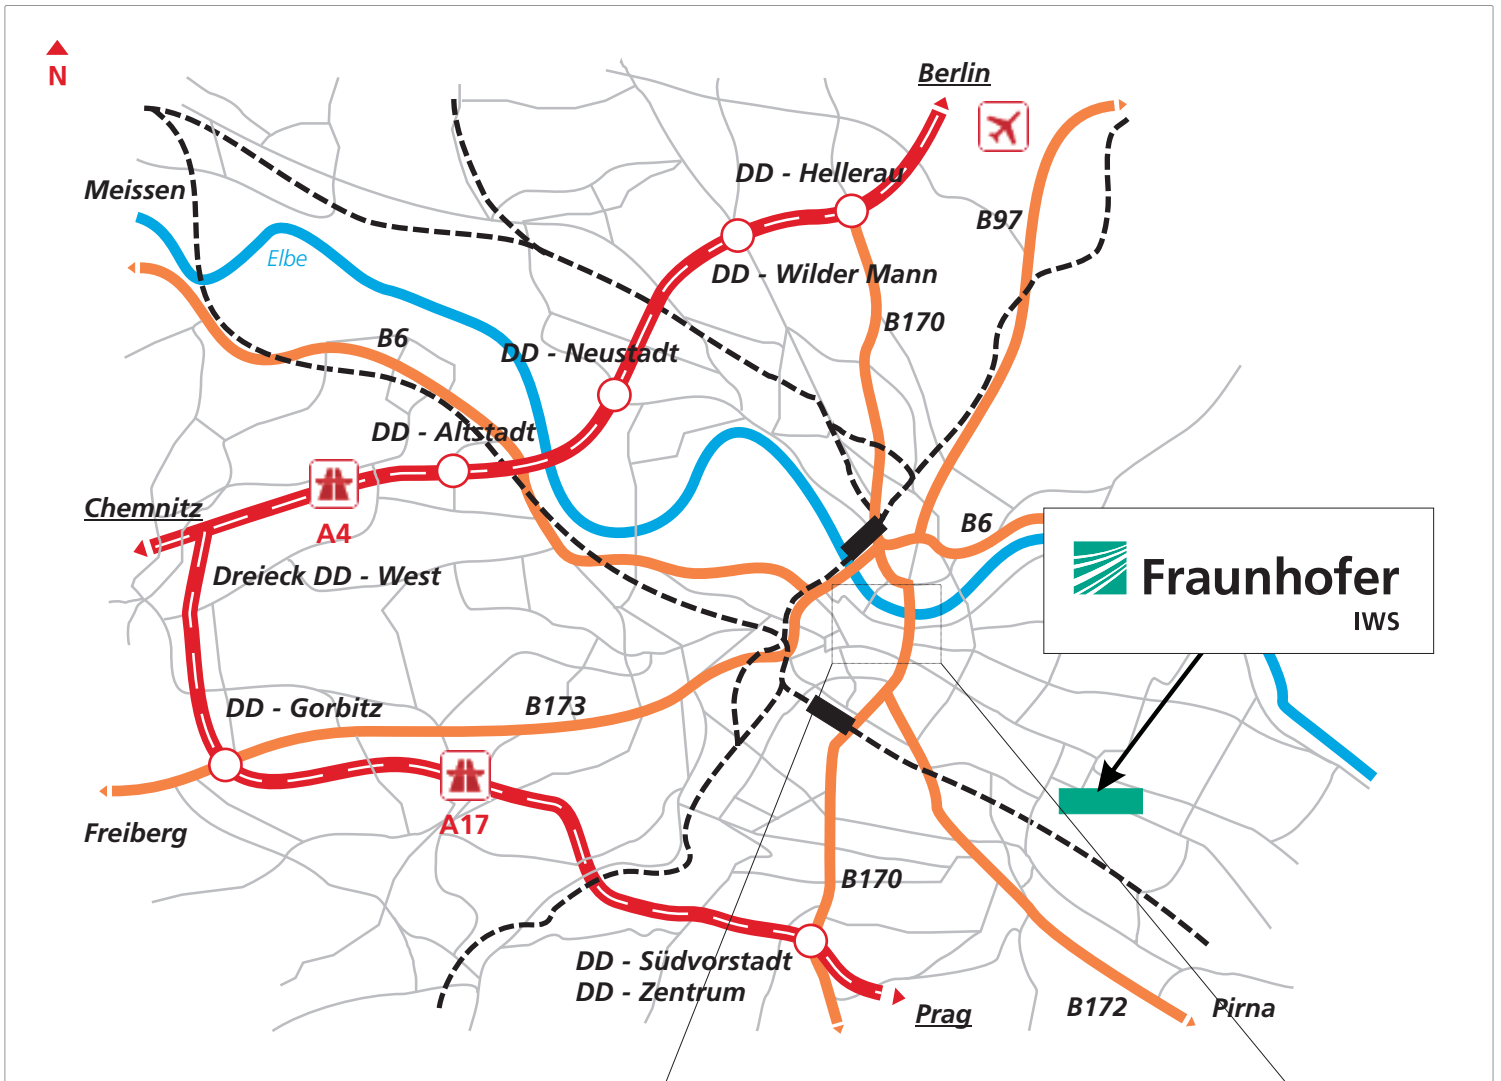 N
Berlin
DD - Hellerau
Meissen
B97
Elbe
DD - Wilder Mann
B170
B6
DD - Neustadt
DD - Altstadt
Chemnitz
A4
B6
Dreieck DD - West
Fraunhofer
IWS
DD - Gorbitz
B173
A17
Freiberg
B170
DD - Südvorstadt
DD - Zentrum
Prag
B172
Pirna